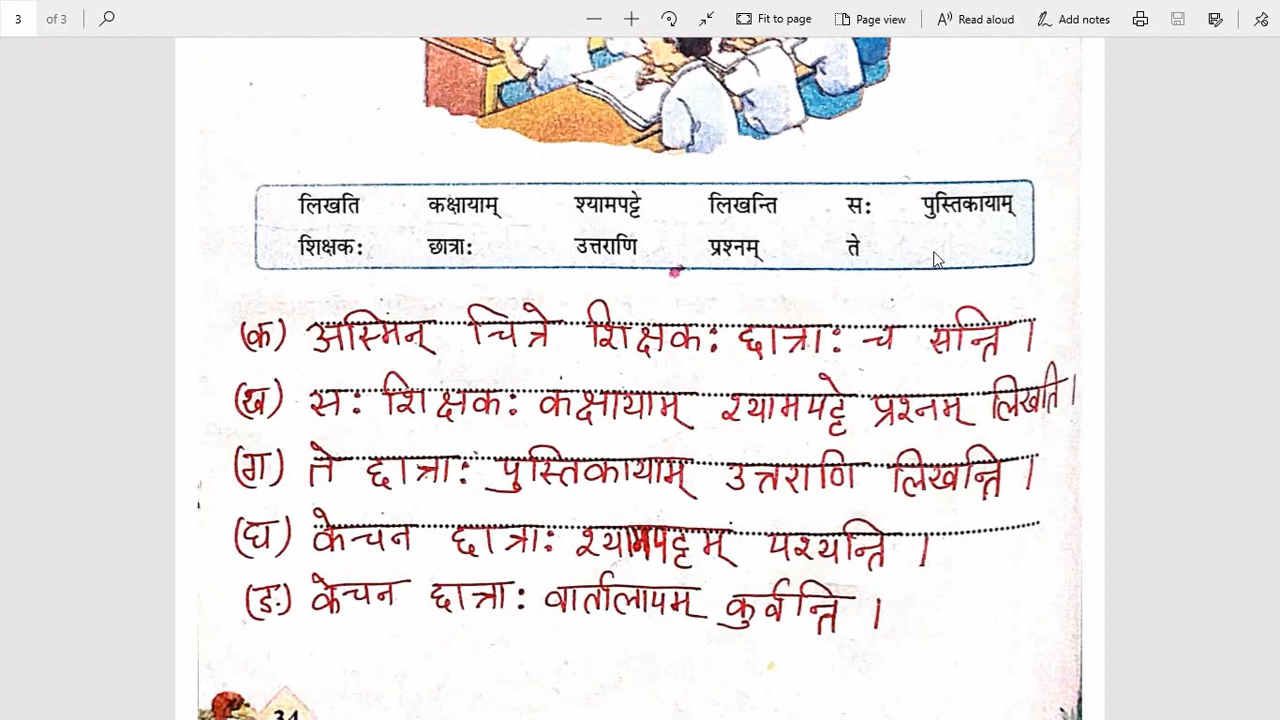 3 of 3 Fit to page Page view Read aloud Add notes
लिखति कक्षायाम् श्यामपट्टे लिखन्ति सः पुस्तिकायाम्
शिक्षकः छात्राः उत्तराणि प्रश्नम् ते
(क) अस्मिन् चित्रे शिक्षकः छात्राः च सन्ति ।
(ख) सः शिक्षकः कक्षायाम् श्यामपट्टे प्रश्नम् लिखति ।
(ग) ते छात्राः पुस्तिकायाम् उत्तराणि लिखन्ति ।
(घ) केचन छात्राः श्यामपट्टम् पश्यन्ति ।
(ङ) केचन छात्राः वार्तालापम् कुर्वन्ति ।
34